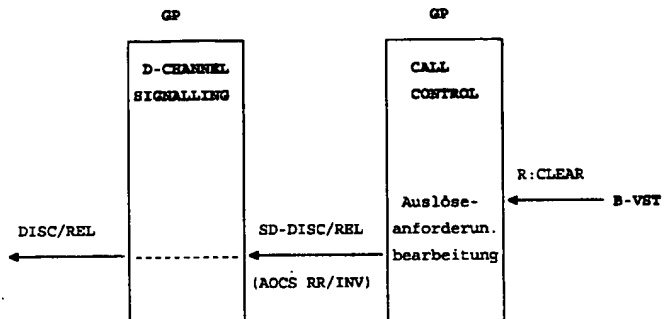 GP
GP
D-CHANNEL
SIGNALLING
CALL
CONTROL
R:CLEAR
B-VST
Auslöse-
anforderun.
bearbeitung
DISC/REL
SD-DISC/REL
(AOCS RR/INV)